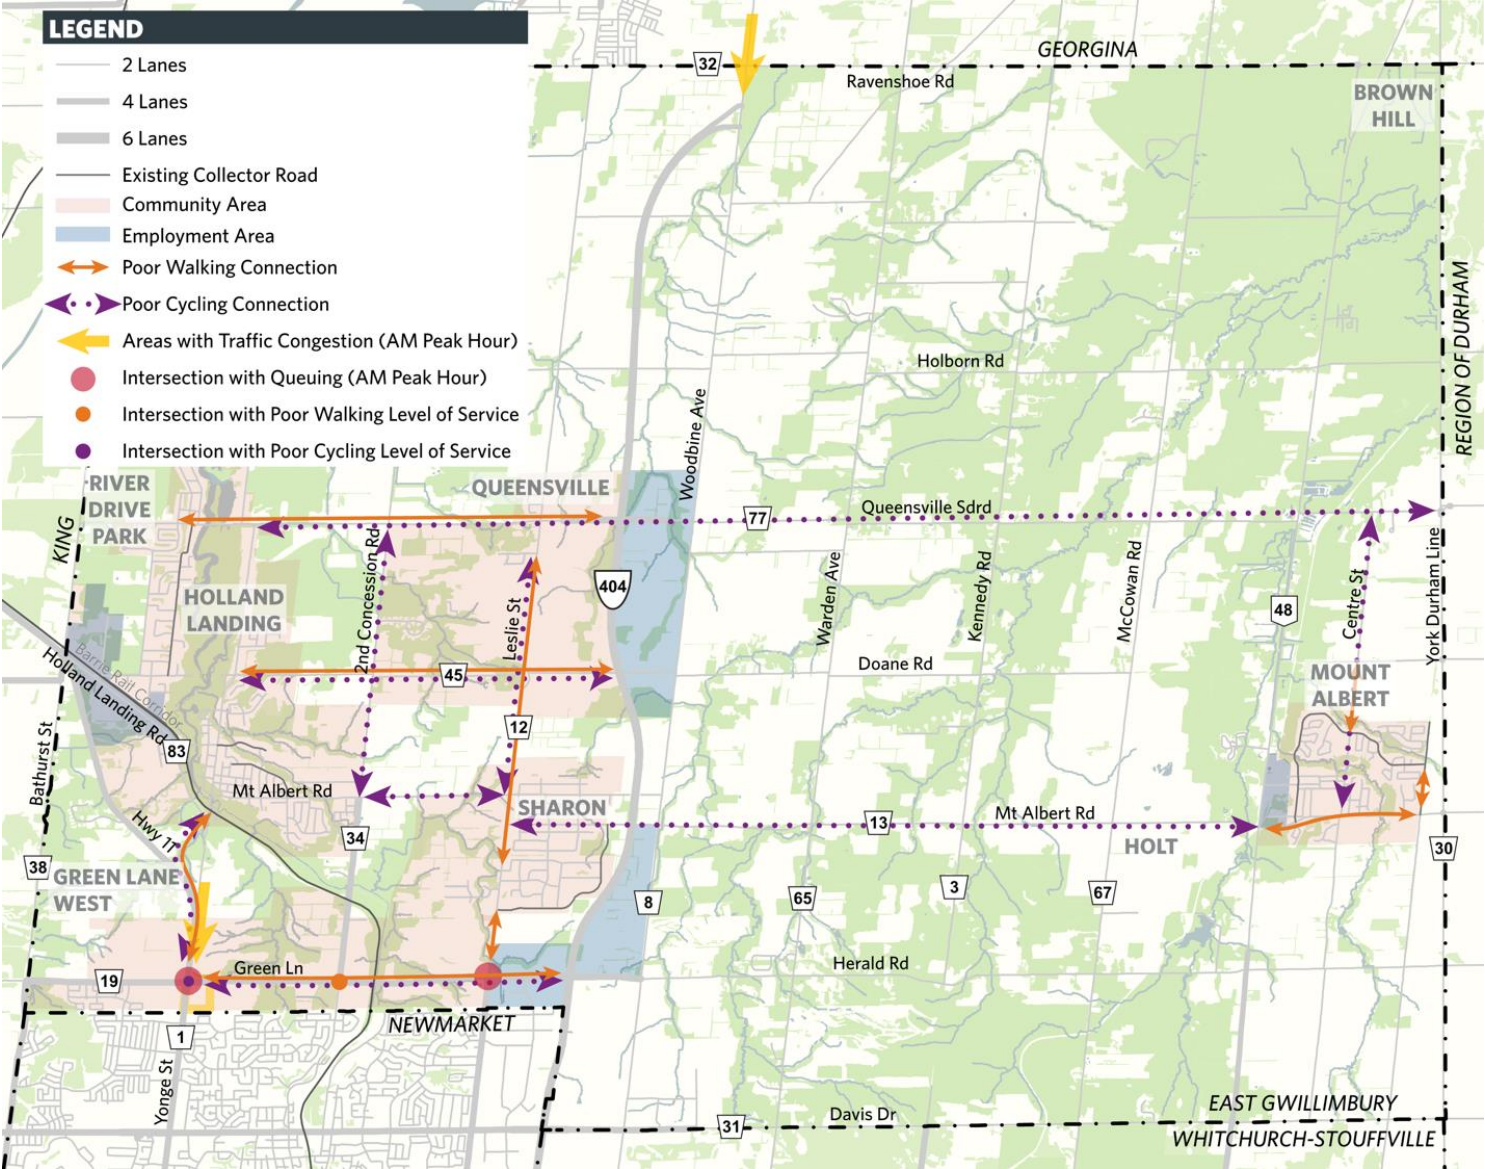 LEGEND
2 Lanes
4 Lanes
6 Lanes
Existing Collector Road
Community Area
Employment Area
Poor Walking Connection
Poor Cycling Connection
Areas with Traffic Congestion (AM Peak Hour)
Intersection with Queuing (AM Peak Hour)
Intersection with Poor Walking Level of Service
Intersection with Poor Cycling Level of Service
32
GEORGINA
Ravenshoe Rd
BROWN
HILL
REGION OF DURHAM
Holborn Rd
Woodbine Ave
RIVER
DRIVE
PARK
KING
QUEENSVILLE
77
Queensville Sdrd
2nd Concession Rd
404
HOLLAND
LANDING
Leslie St
Warden Ave
Kennedy Rd
McCowan Rd
48
Centre St
York Durham Line
Barrie Rail Corridor
Holland Landing Rd
45
Doane Rd
MOUNT
ALBERT
12
83
Bathurst St
Mt Albert Rd
SHARON
13
Mt Albert Rd
Hwy 11
34
HOLT
30
38
GREEN LANE
WEST
8
65
3
67
Green Ln
19
Herald Rd
NEWMARKET
1
Yonge St
31
Davis Dr
EAST GWILLIMBURY
WHITCHURCH-STOUFFVILLE